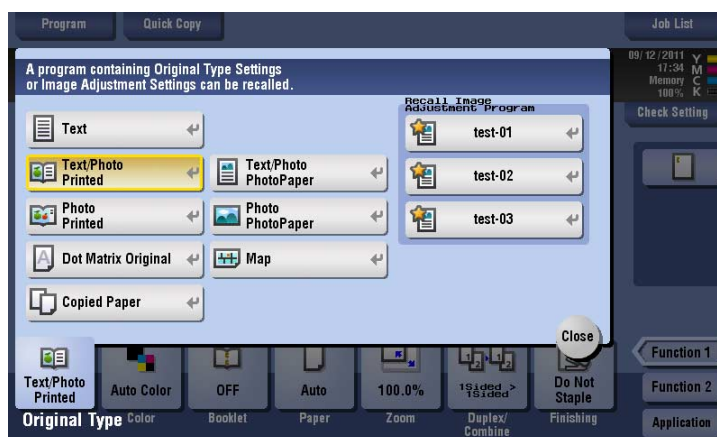 Program
Quick Copy
Job List
A program containing Original Type Settings
or Image Adjustment Settings can be recalled.
09/12/2011
17:34
Memory
100%
Y
M
C
K
Check Setting
Recall Image
Adjustment Program
Text
test-01
Text/Photo
Printed
Text/Photo
PhotoPaper
test-02
Photo
Printed
Photo
PhotoPaper
test-03
Dot Matrix Original
Map
Copied Paper
Close
Function 1
Text/Photo
Printed
Auto Color
OFF
Auto
100.0%
1Sided >
1Sided
Do Not
Staple
Function 2
Original Type
Color
Booklet
Paper
Zoom
Duplex/
Combine
Finishing
Application